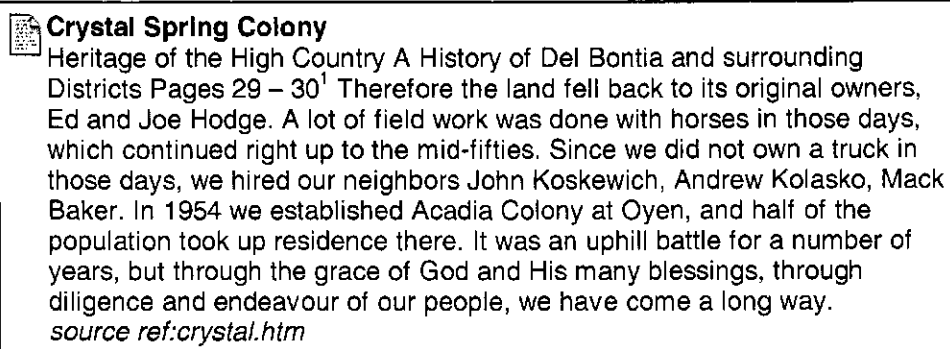 Crystal Spring Colony
Heritage of the High Country A History of Del Bontia and surrounding
Districts Pages 29 – 30¹ Therefore the land fell back to its original owners,
Ed and Joe Hodge. A lot of field work was done with horses in those days,
which continued right up to the mid-fifties. Since we did not own a truck in
those days, we hired our neighbors John Koskewich, Andrew Kolasko, Mack
Baker. In 1954 we established Acadia Colony at Oyen, and half of the
population took up residence there. It was an uphill battle for a number of
years, but through the grace of God and His many blessings, through
diligence and endeavour of our people, we have come a long way.
source ref:crystal.htm